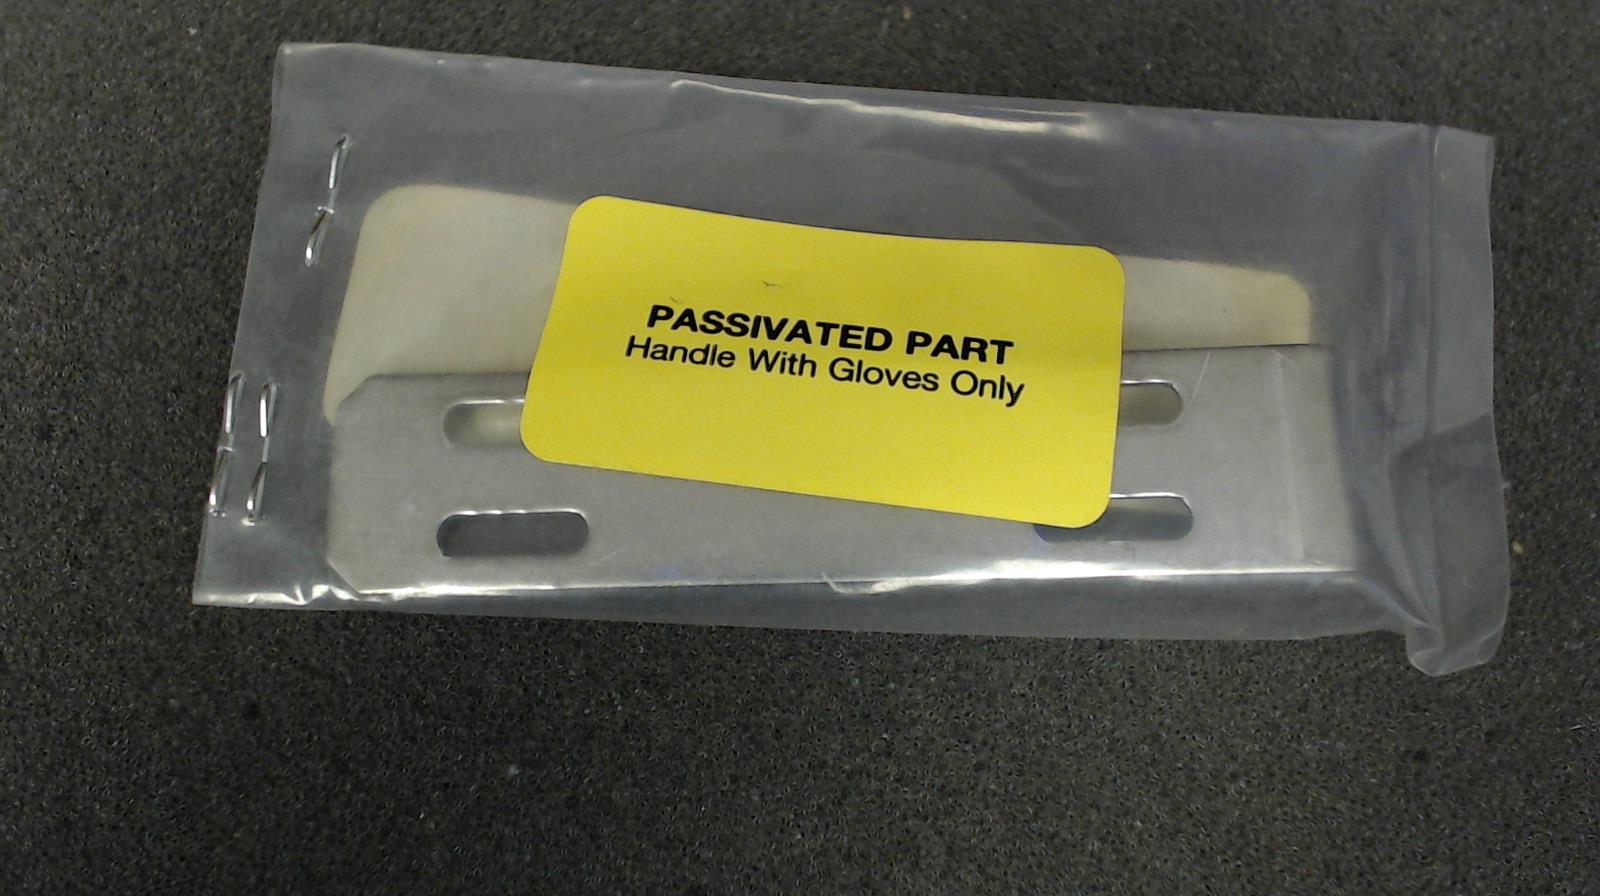 PASSIVATED PART
Handle With Gloves Only